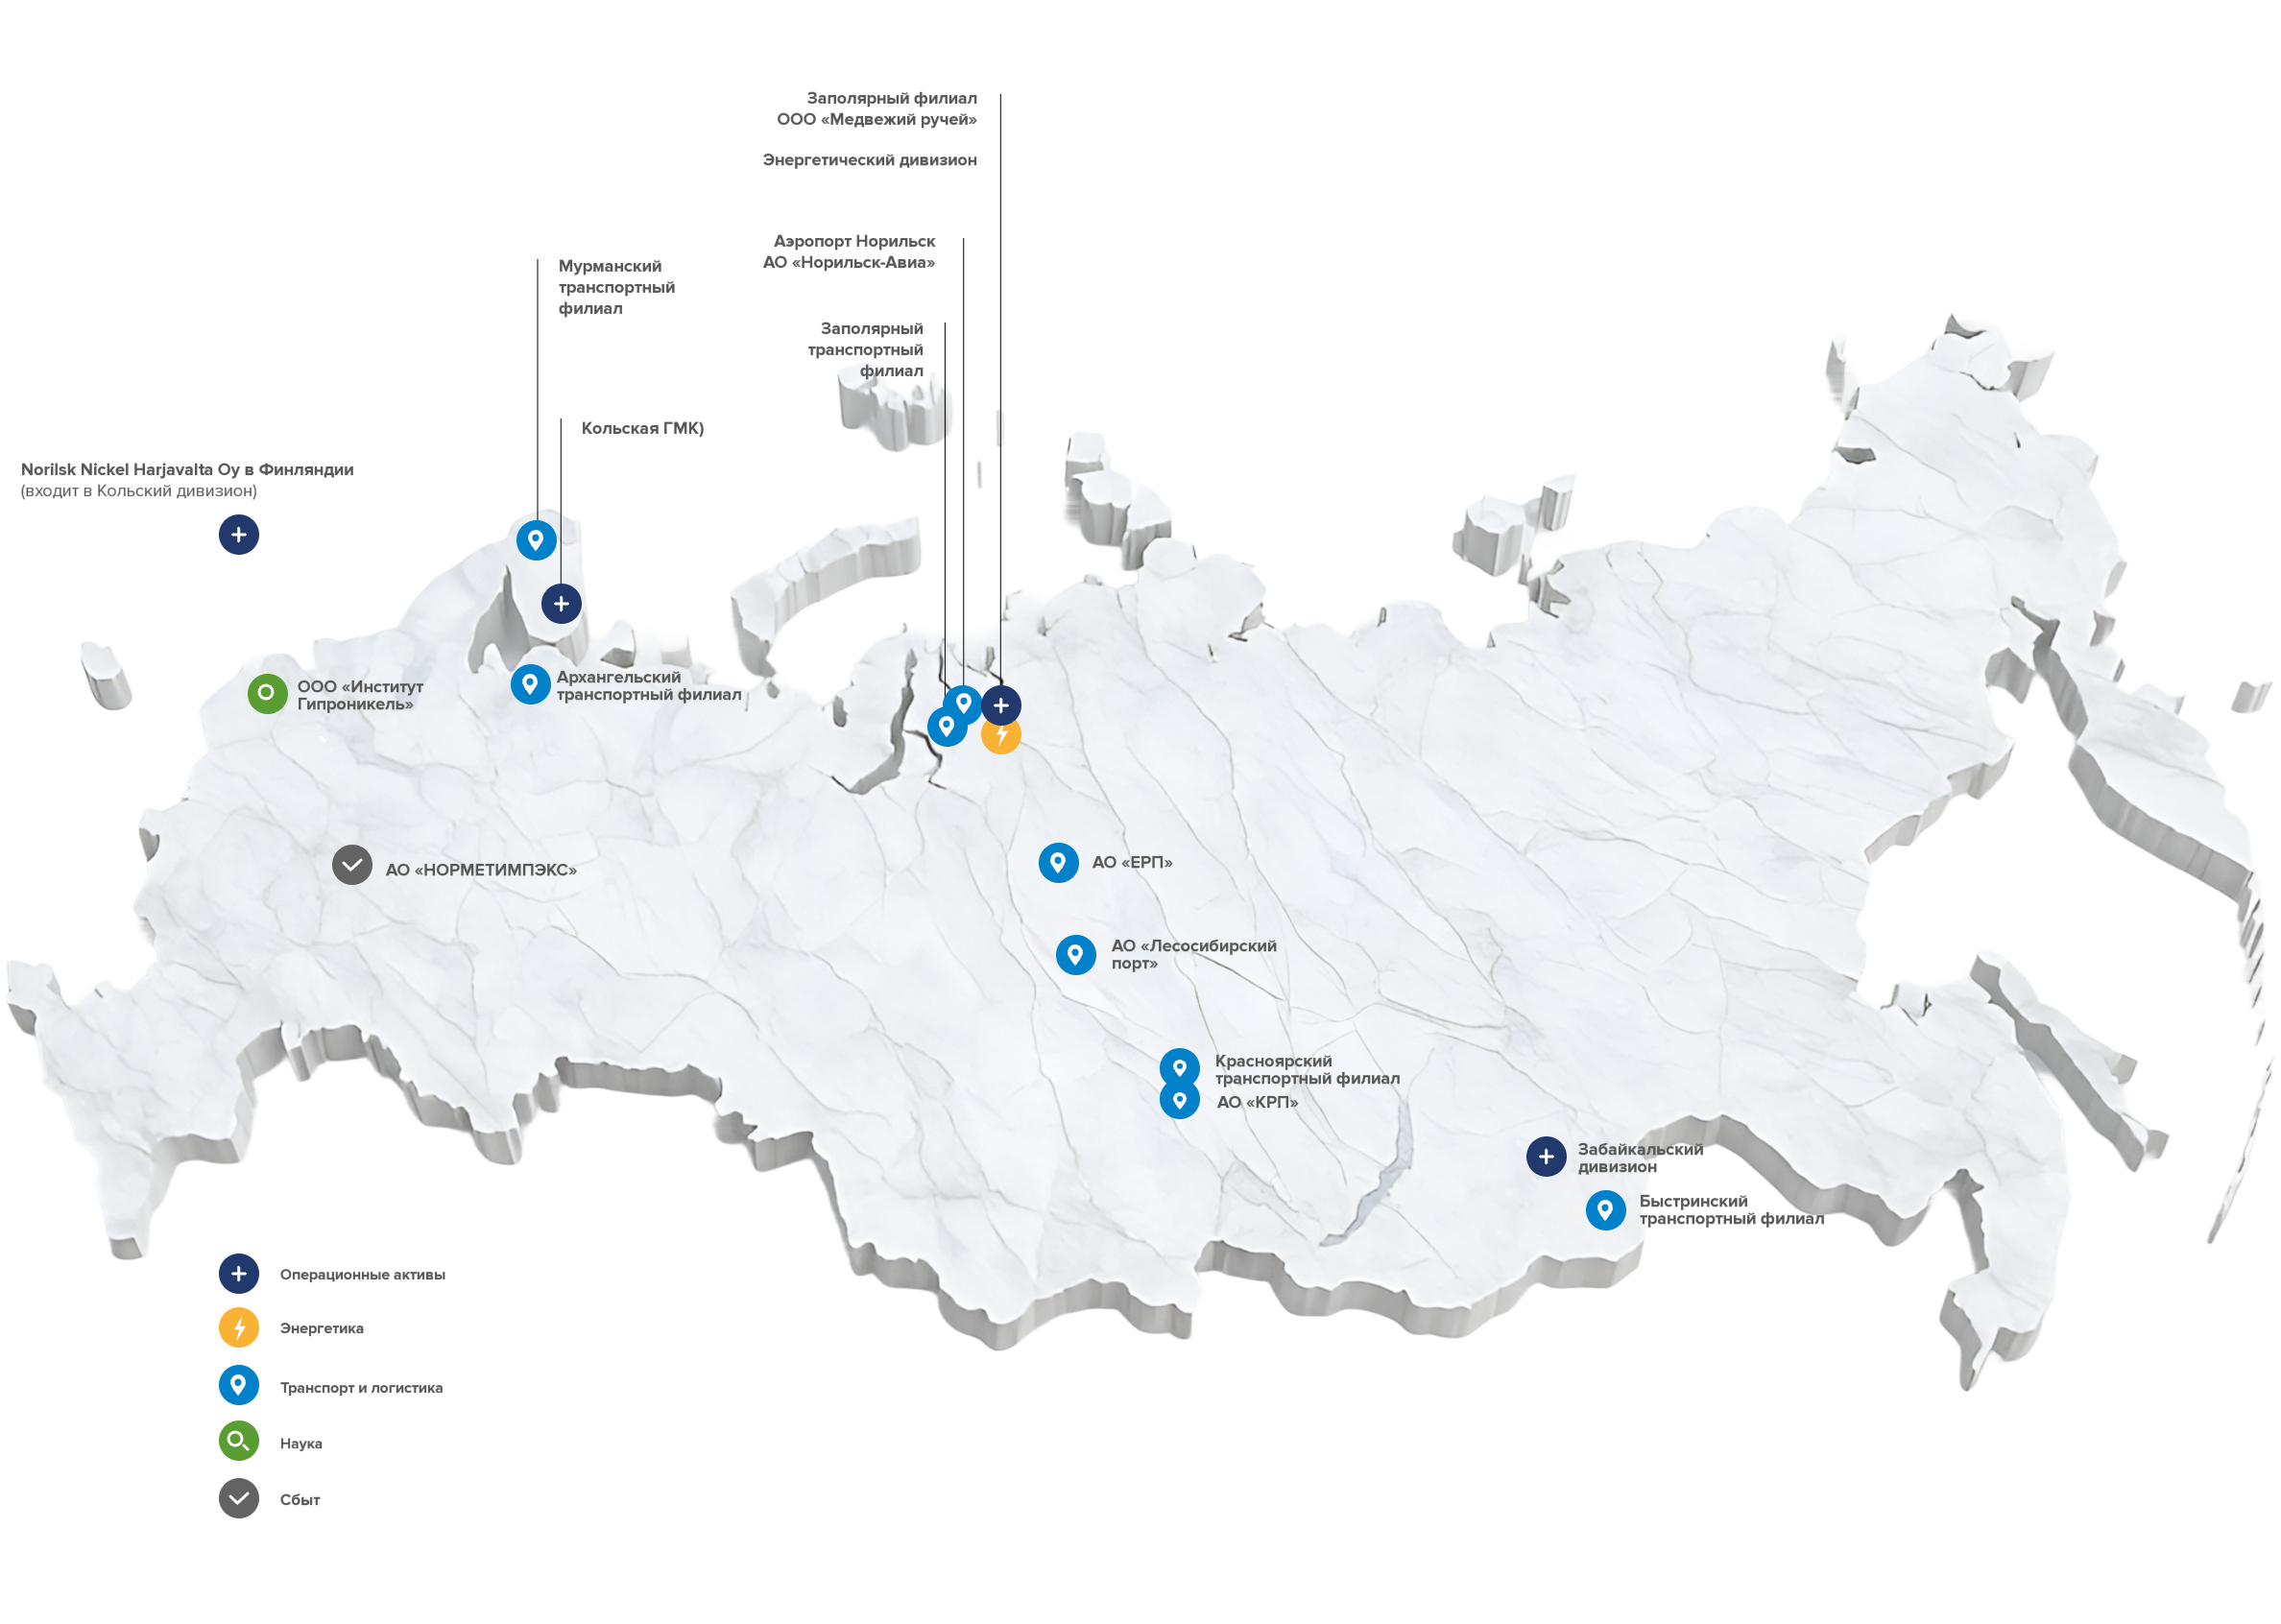 Заполярный филиал
ООО «Медвежий ручей»
Энергетический дивизион
Аэропорт Норильск
АО «Норильск-Авиа»
Мурманский
транспортный
филиал
Заполярный
транспортный
филиал
Кольская ГМК)
Norilsk Nickel Harjavalta Oy в Финляндии
(входит в Кольский дивизион)
ООО «Институт
Гипроникель»
Архангельский
транспортный филиал
АО «НОРМЕТИМПЭКС»
АО «ЕРП»
АО «Лесосибирский
порт»
Красноярский
транспортный филиал
АО «КРП»
Забайкальский
дивизион
Быстринский
транспортный филиал
Операционные активы
Энергетика
Транспорт и логистика
Наука
Сбыт